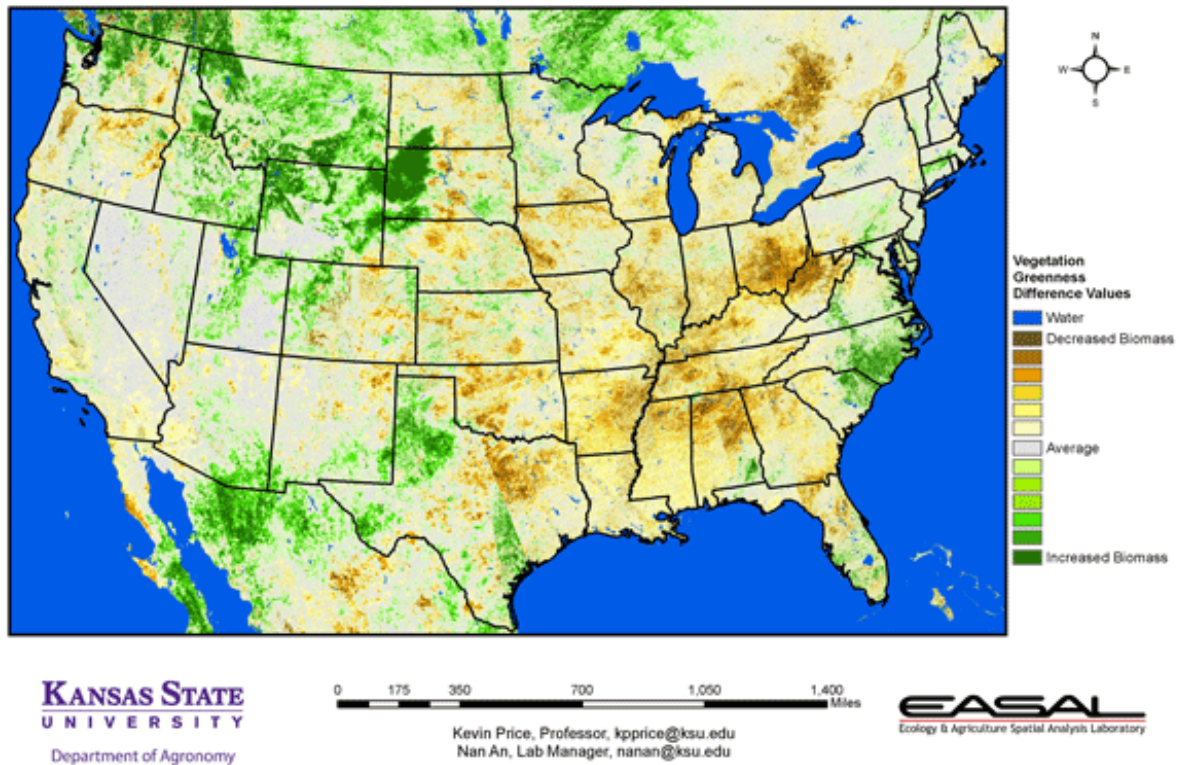 N
W E
S
Vegetation
Greenness
Difference Values
Water
Decreased Biomass
Average
Increased Biomass
KANSAS STATE
UNIVERSITY
Department of Agronomy
0 175 350 700 1,050 1,400
Miles
Kevin Price, Professor, kpprice@ksu.edu
Nan An, Lab Manager, nanan@ksu.edu
EASAL
Ecology & Agriculture Spatial Analysis Laboratory